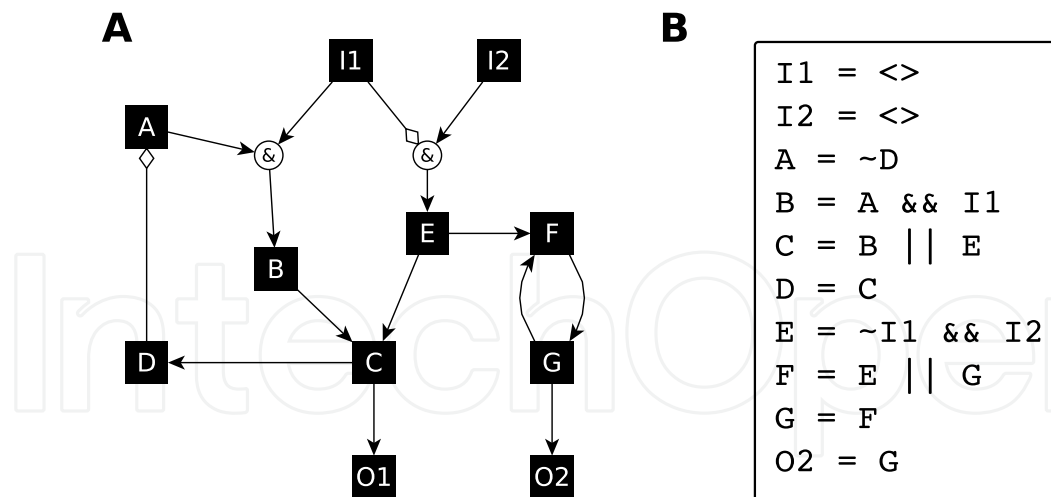 A
B
I1
I2
A
&
&
E
F
B
D
C
G
O1
O2
I1 = <>
I2 = <>
A = ~D
B = A && I1
C = B || E
D = C
E = ~I1 && I2
F = E || G
G = F
O2 = G